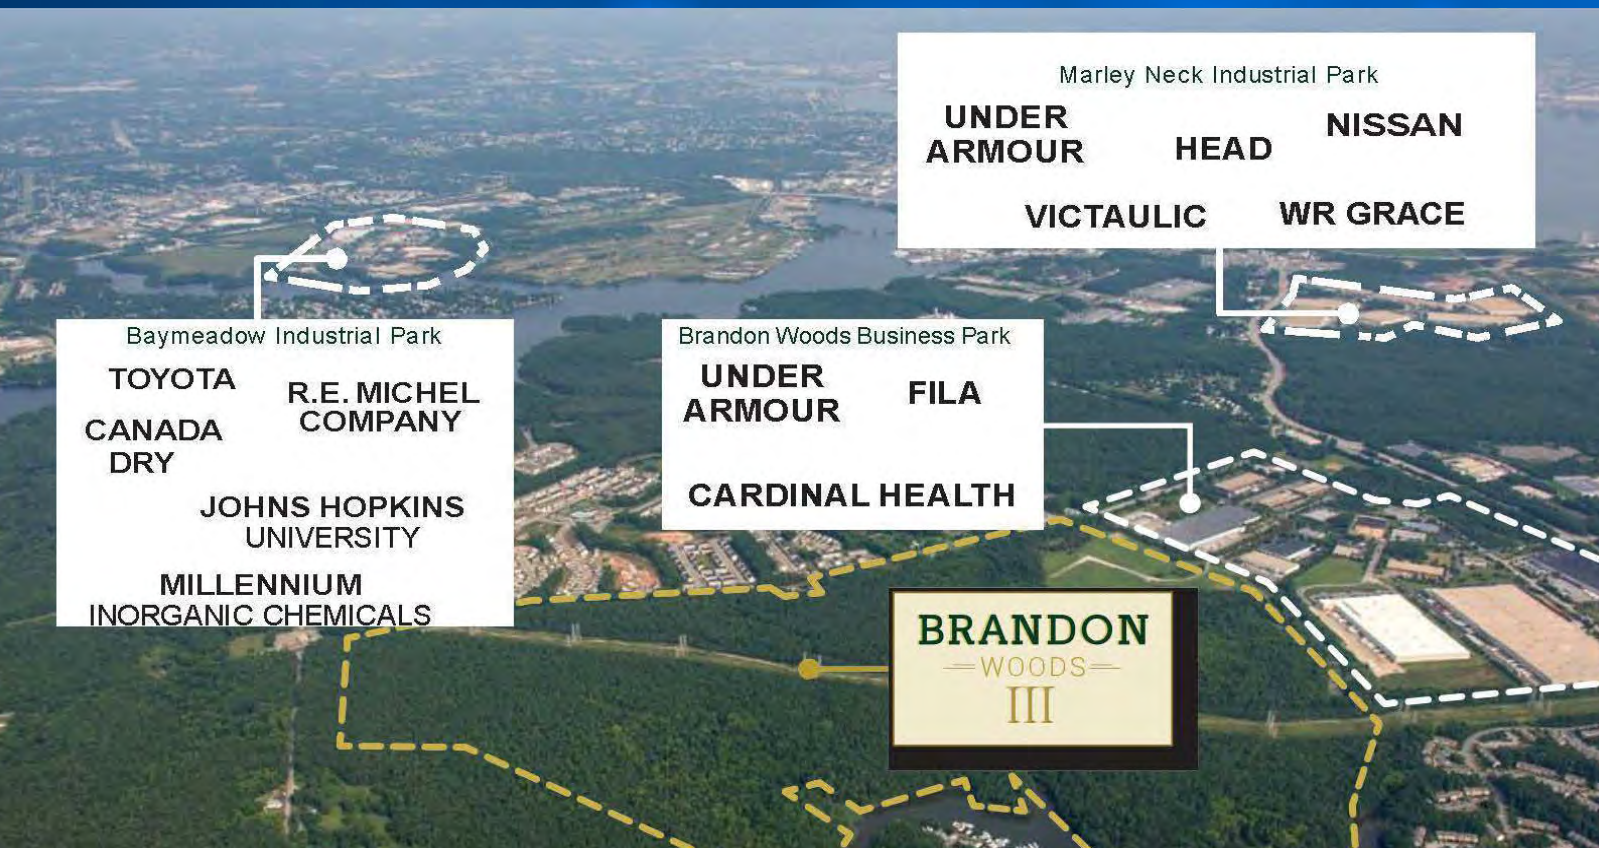 Marley Neck Industrial Park
UNDER
ARMOUR
HEAD
NISSAN
VICTAULIC
WR GRACE
Baymeadow Industrial Park
TOYOTA
R.E. MICHEL
COMPANY
CANADA
DRY
JOHNS HOPKINS
UNIVERSITY
MILLENNIUM
INORGANIC CHEMICALS
Brandon Woods Business Park
UNDER
ARMOUR
FILA
CARDINAL HEALTH
BRANDON
WOODS
III